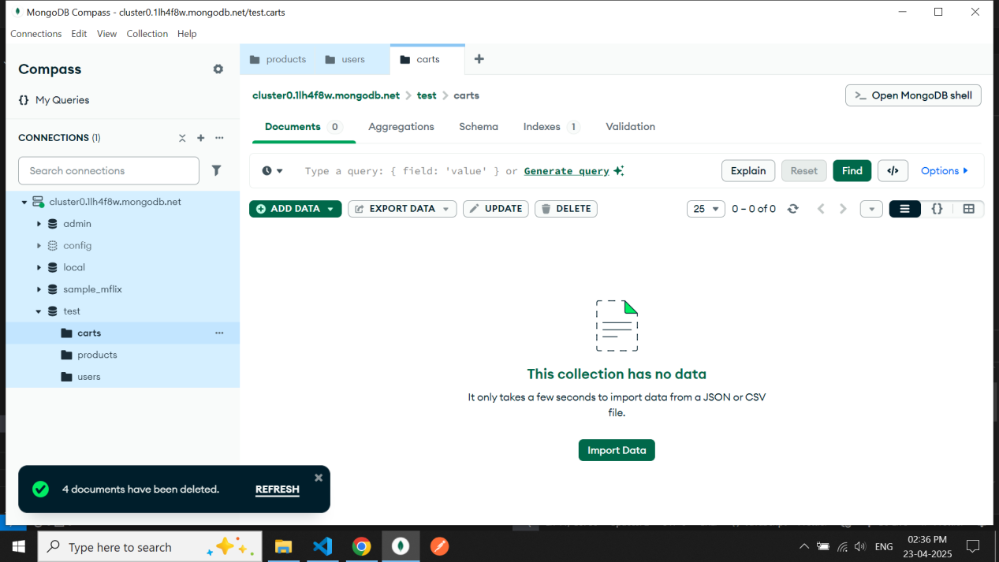 MongoDB Compass - cluster0.1lh4f8w.mongodb.net/test.carts
Connections Edit View Collection Help
Compass
{} My Queries
CONNECTIONS (1)
Search connections
cluster0.1lh4f8w.mongodb.net
admin
config
local
sample_mflix
test
carts
products
users
products users carts
cluster0.1lh4f8w.mongodb.net > test > carts
>_ Open MongoDB shell
Documents 0 Aggregations Schema Indexes 1 Validation
Type a query: { field: 'value' } or Generate query
Explain Reset Find </> Options
ADD DATA EXPORT DATA UPDATE DELETE
25 0 – 0 of 0 {}
This collection has no data
It only takes a few seconds to import data from a JSON or CSV
file.
Import Data
4 documents have been deleted. REFRESH
Type here to search
ENG
02:36 PM
23-04-2025